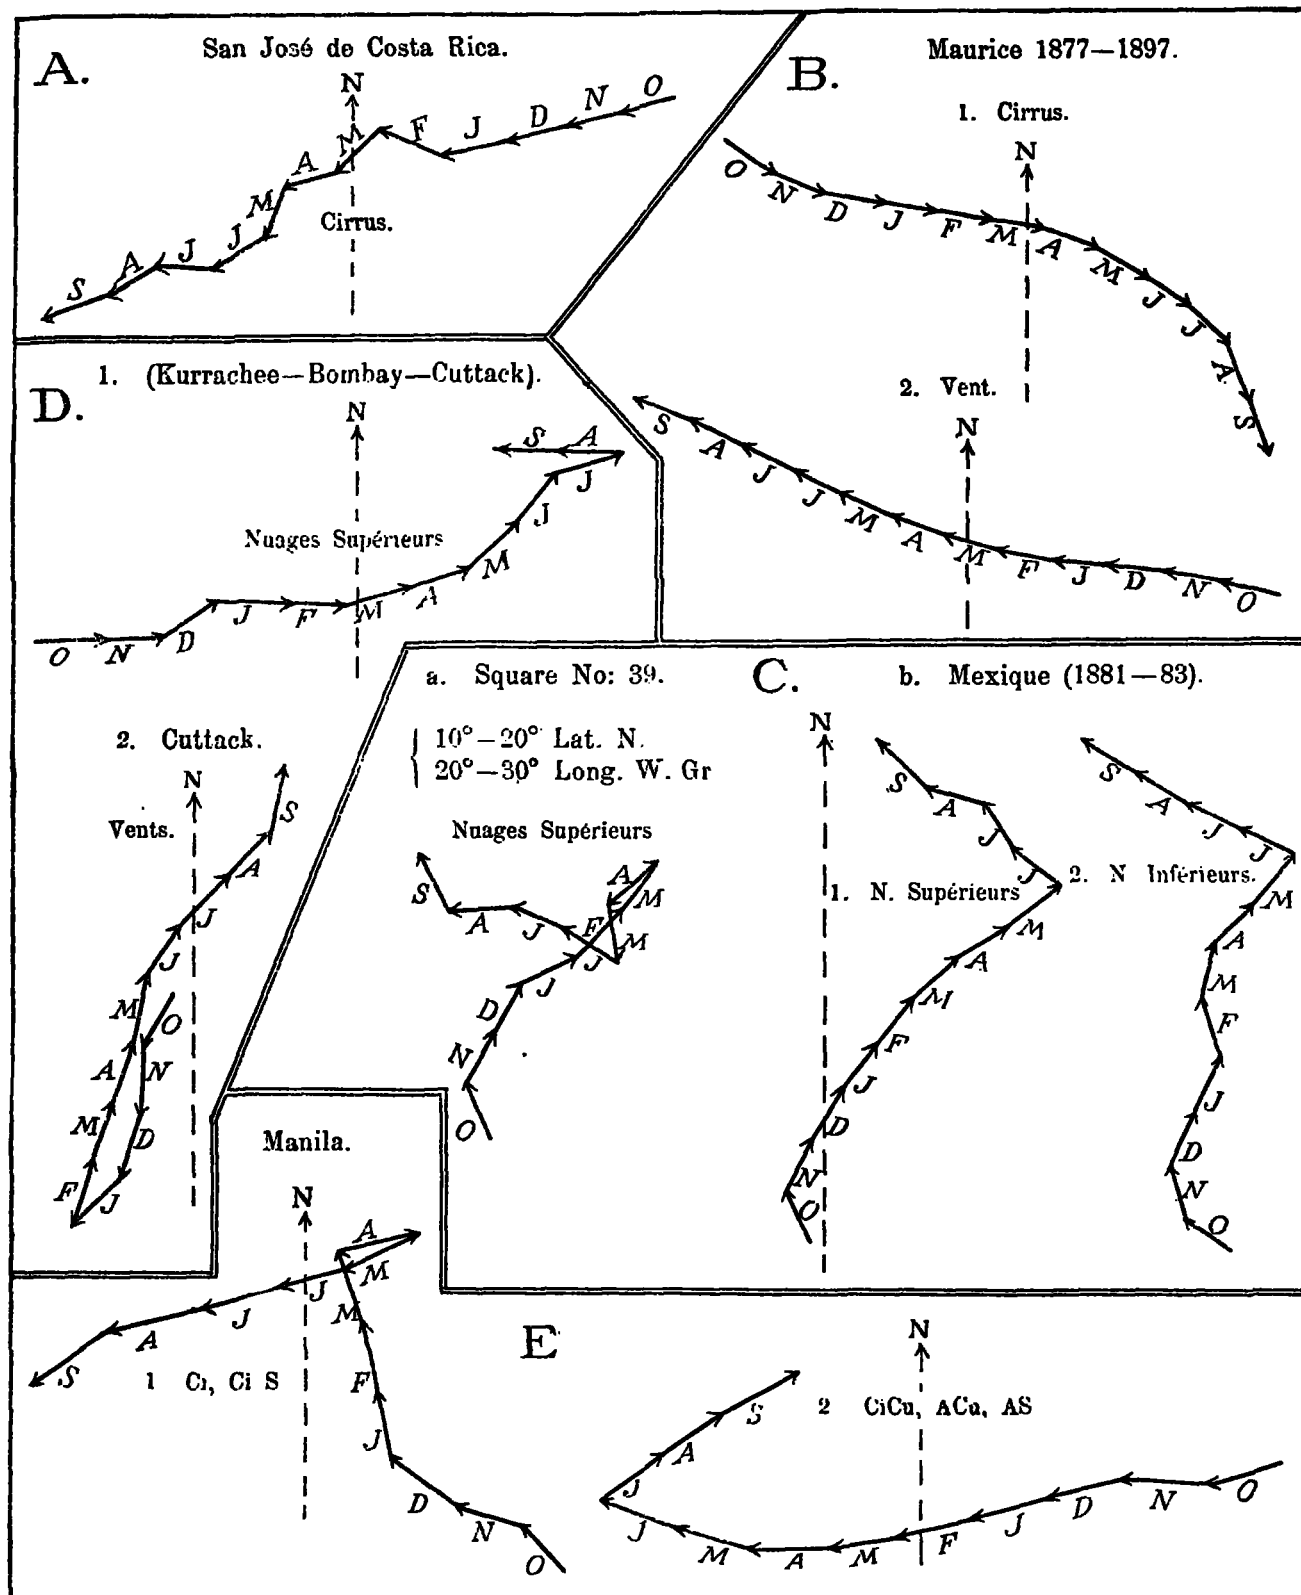 A.
San José de Costa Rica.
N
O
N
D
J
F
M
A
M
J
J
A
S
Cirrus.
B.
Maurice 1877—1897.
1. Cirrus.
N
O
N
D
J
F
M
A
M
J
J
A
S
2. Vent.
N
S
A
J
J
M
A
M
F
J
D
N
O
D.
1. (Kurrachee—Bombay—Cuttack).
N
S
A
J
J
Nuages Supérieurs
M
A
M
F
J
D
N
O
2. Cuttack.
N
Vents.
S
A
J
J
M
O
A
N
M
D
F
J
C.
a. Square No: 39.
10°—20° Lat. N.
20°—30° Long. W. Gr
Nuages Supérieurs
S
A
J
F
A
M
M
J
J
D
N
O
b. Mexique (1881—83).
N
S
A
J
J
1. N. Supérieurs
M
A
M
F
J
D
N
O
S
A
J
J
2. N Inférieurs.
M
A
M
F
J
D
N
O
E
Manila.
N
A
M
J
M
J
A
S
1 Ci, Ci S
F
J
D
N
O
N
2 CiCu, ACu, AS
S
A
J
J
M
A
M
F
J
D
N
O